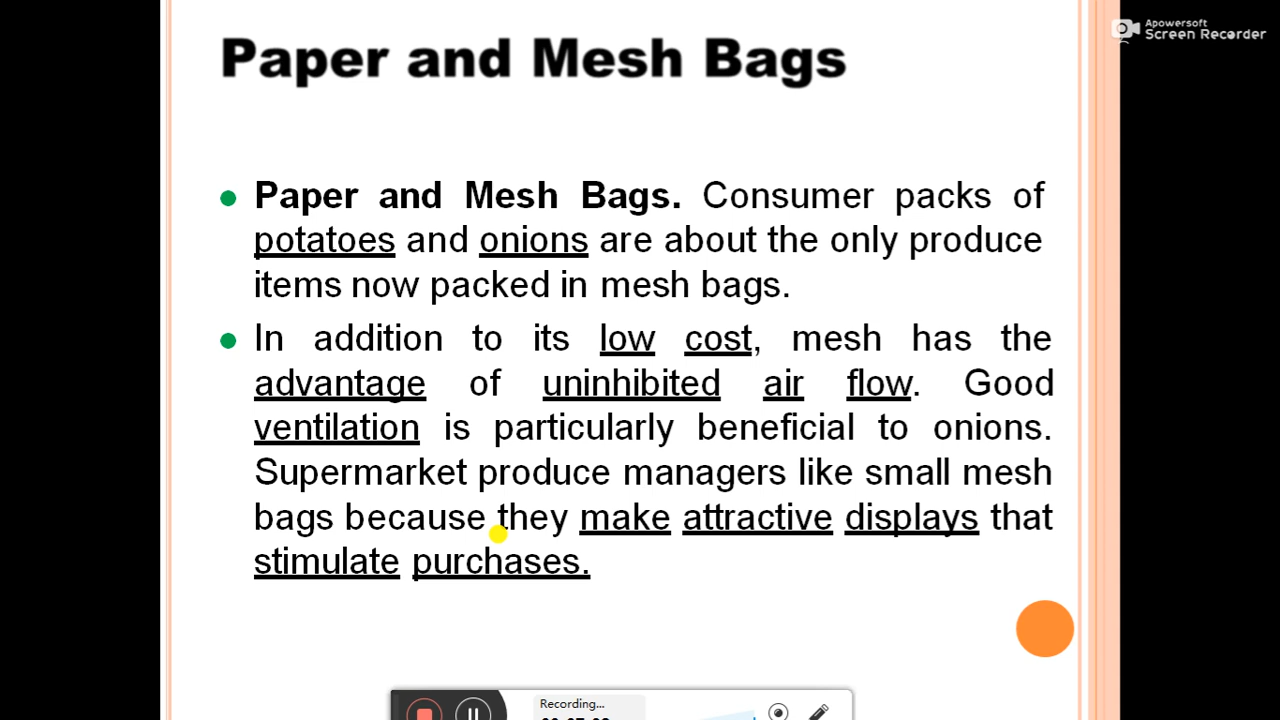 Paper and Mesh Bags
Apowersoft
Screen Recorder
Paper and Mesh Bags. Consumer packs of
potatoes and onions are about the only produce
items now packed in mesh bags.
In addition to its low cost, mesh has the
advantage of uninhibited air flow. Good
ventilation is particularly beneficial to onions.
Supermarket produce managers like small mesh
bags because they make attractive displays that
stimulate purchases.
Recording...